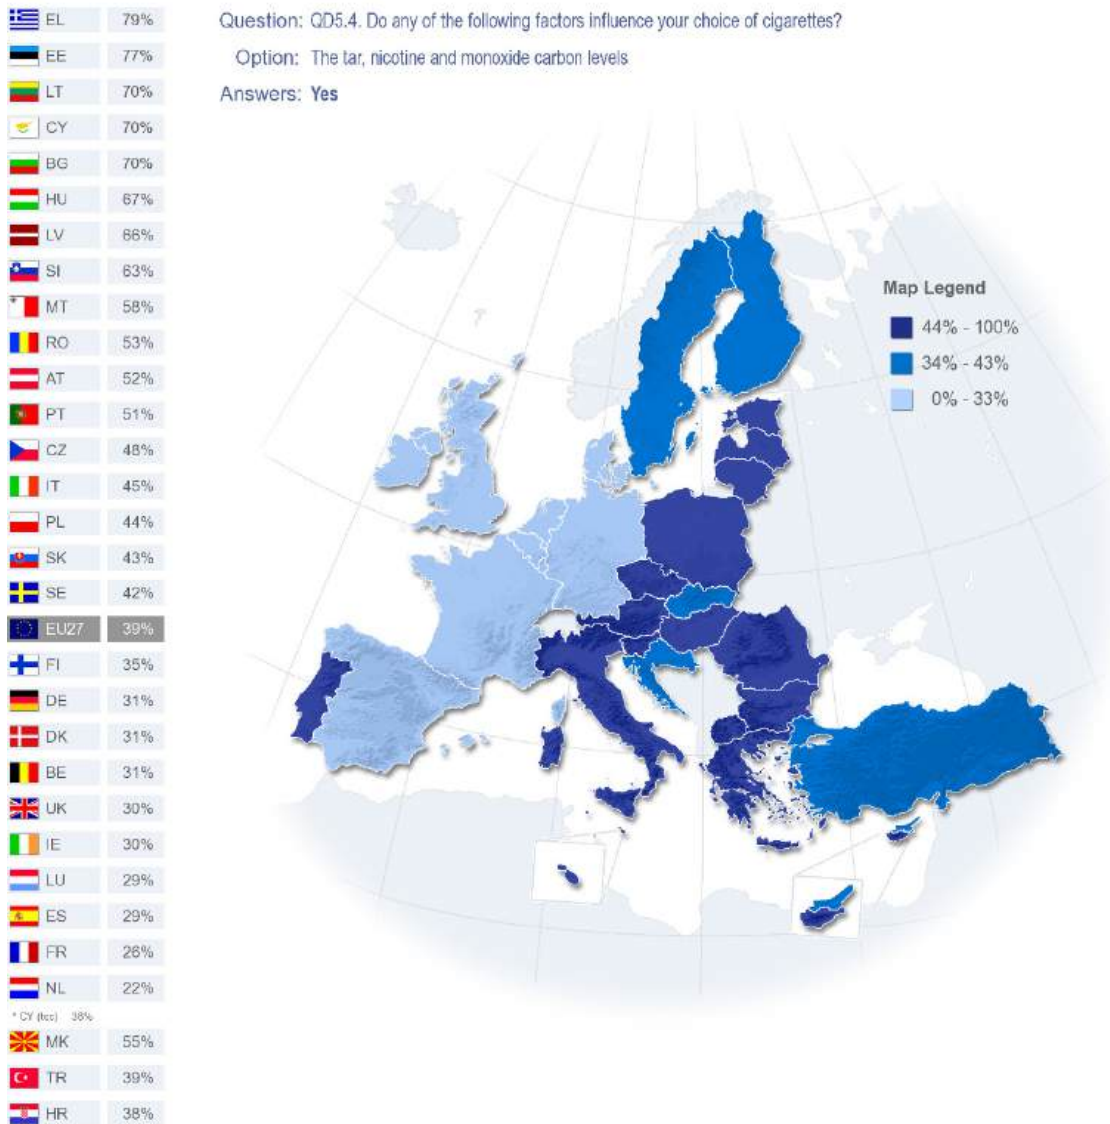 Question: QD5.4. Do any of the following factors influence your choice of cigarettes?
Option: The tar, nicotine and monoxide carbon levels
Answers: Yes
EL 79%
EE 77%
LT 70%
CY 70%
BG 70%
HU 67%
LV 66%
SI 63%
MT 58%
RO 53%
AT 52%
PT 51%
CZ 48%
IT 45%
PL 44%
SK 43%
SE 42%
EU27 39%
FI 35%
DE 31%
DK 31%
BE 31%
UK 30%
IE 30%
LU 29%
ES 29%
FR 26%
NL 22%
* CY (tcc) 38%
MK 55%
TR 39%
HR 38%
Map Legend
44% - 100%
34% - 43%
0% - 33%